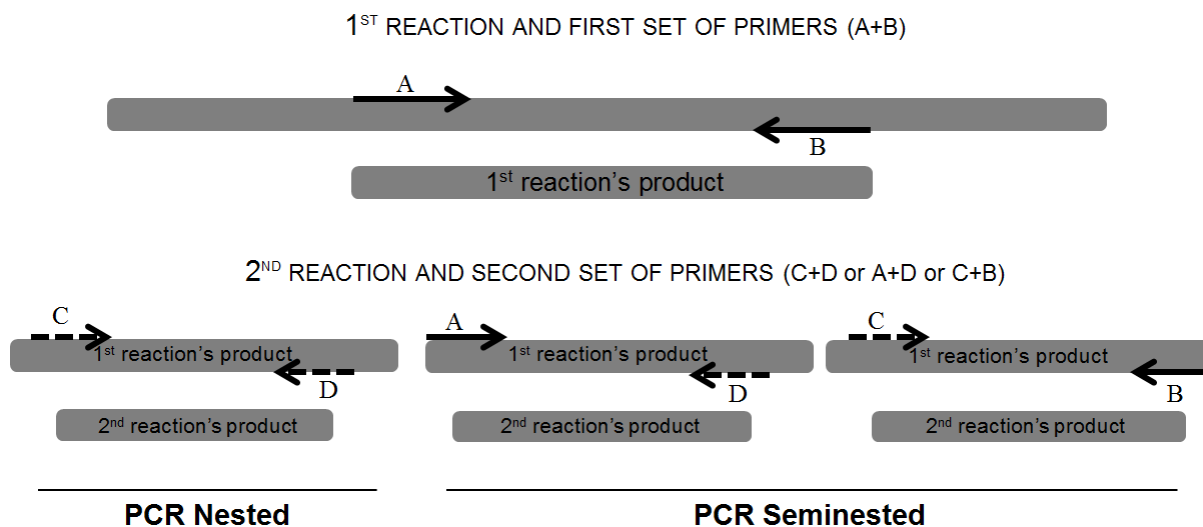 1ST REACTION AND FIRST SET OF PRIMERS (A+B)
A
B
1st reaction's product
2ND REACTION AND SECOND SET OF PRIMERS (C+D or A+D or C+B)
C
1st reaction's product
D
2nd reaction's product
A
1st reaction's product
D
2nd reaction's product
C
1st reaction's product
B
2nd reaction's product
PCR Nested
PCR Seminested